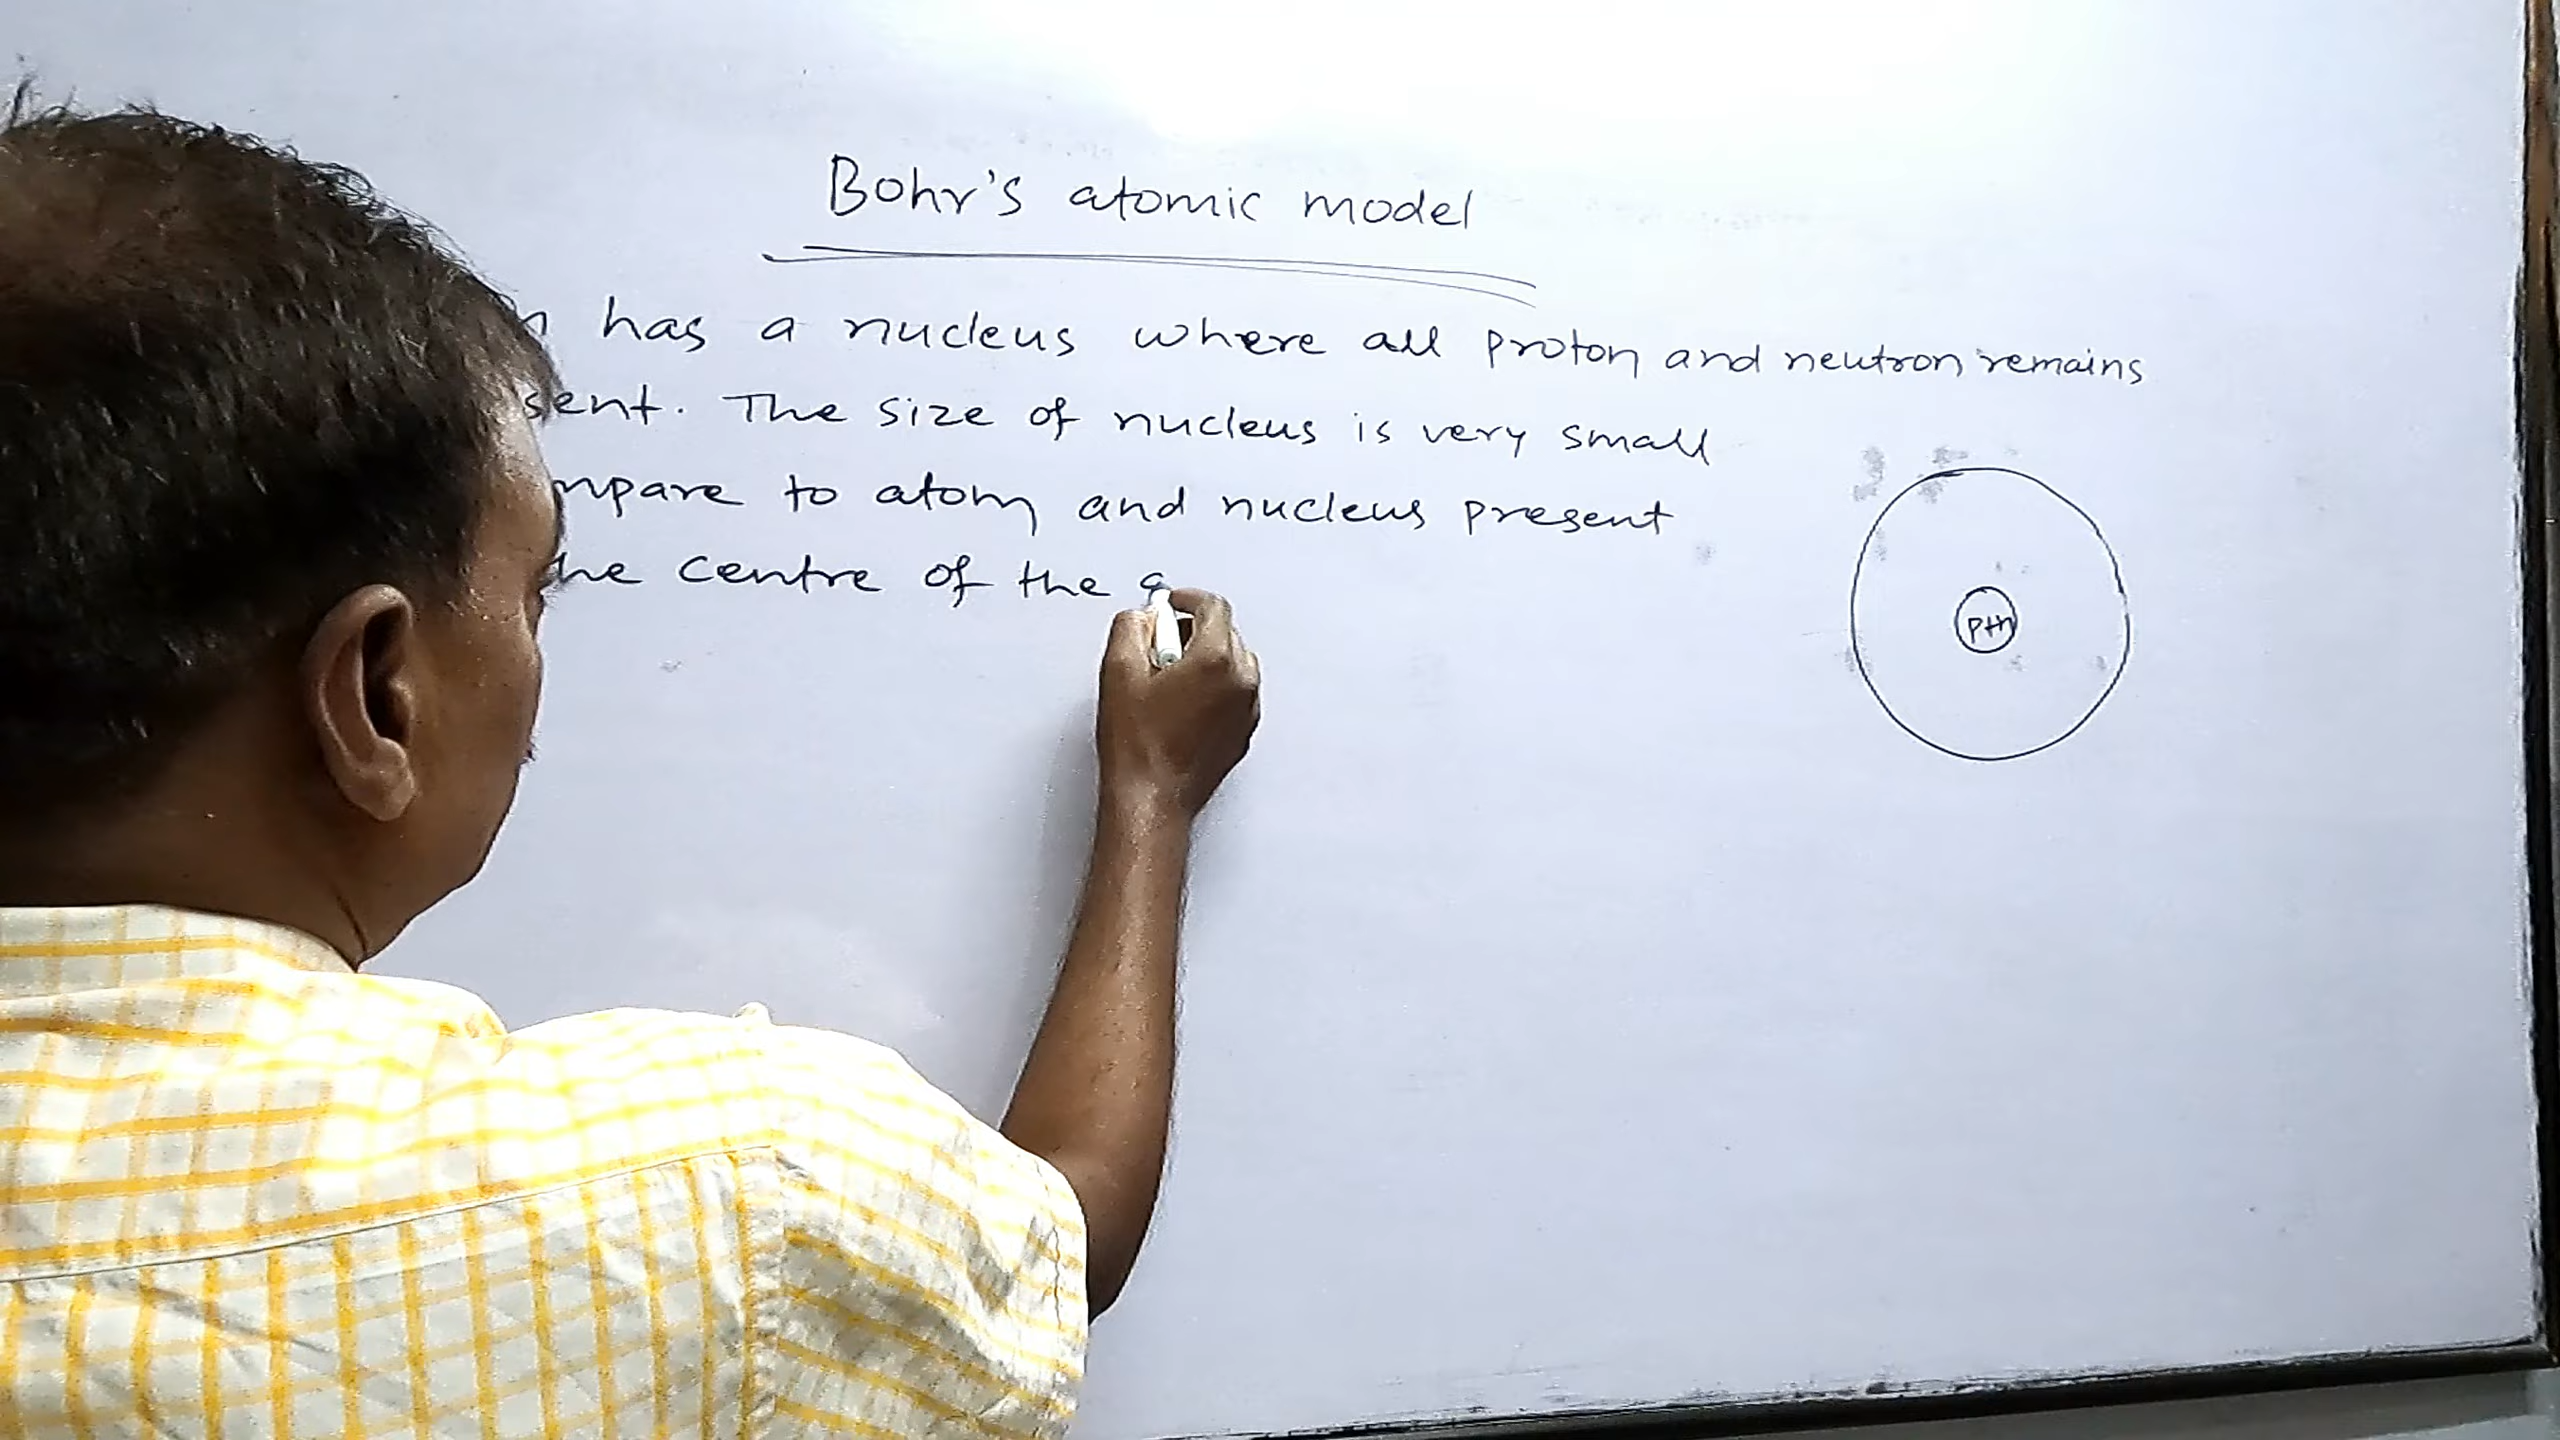 Bohr's atomic model
has a nucleus where all proton and neutron remains
sent. The size of nucleus is very small
mpare to atom and nucleus present
he centre of the a
p+n